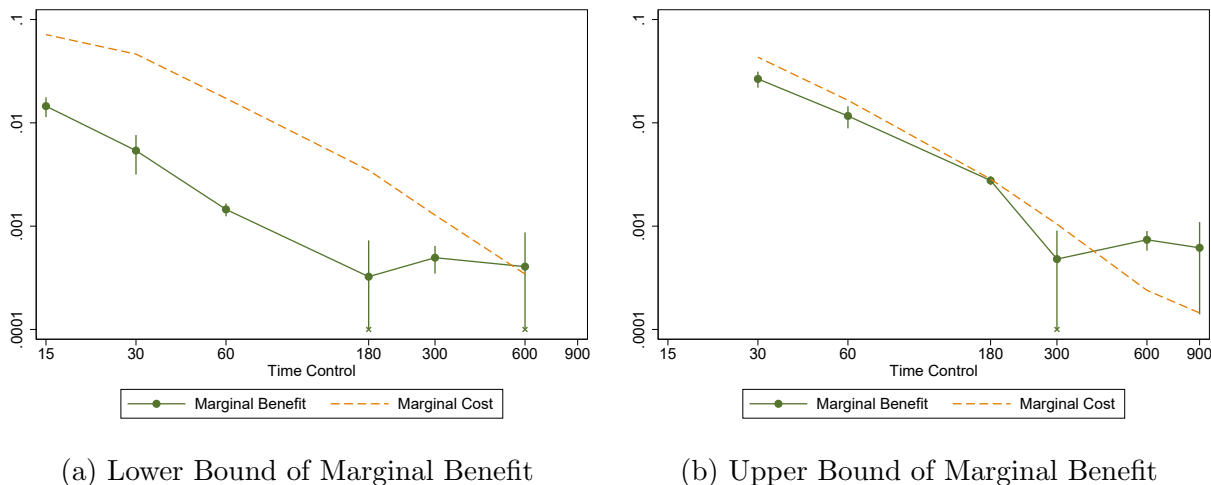 .1
.01
.001
.0001
15 30 60 180 300 600 900
Time Control
Marginal Benefit Marginal Cost
(a) Lower Bound of Marginal Benefit
.1
.01
.001
.0001
15 30 60 180 300 600 900
Time Control
Marginal Benefit Marginal Cost
(b) Upper Bound of Marginal Benefit